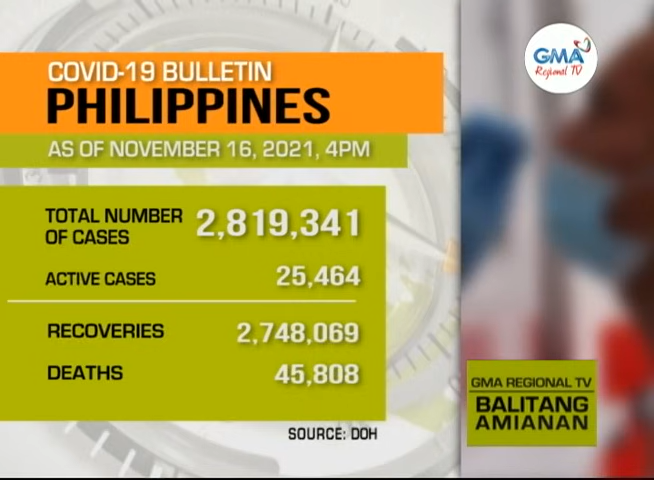 GMA
Regional TV
COVID-19 BULLETIN
PHILIPPINES
AS OF NOVEMBER 16, 2021, 4PM
TOTAL NUMBER OF CASES 2,819,341
ACTIVE CASES 25,464
RECOVERIES 2,748,069
DEATHS 45,808
SOURCE: DOH
GMA REGIONAL TV
BALITANG
AMIANAN